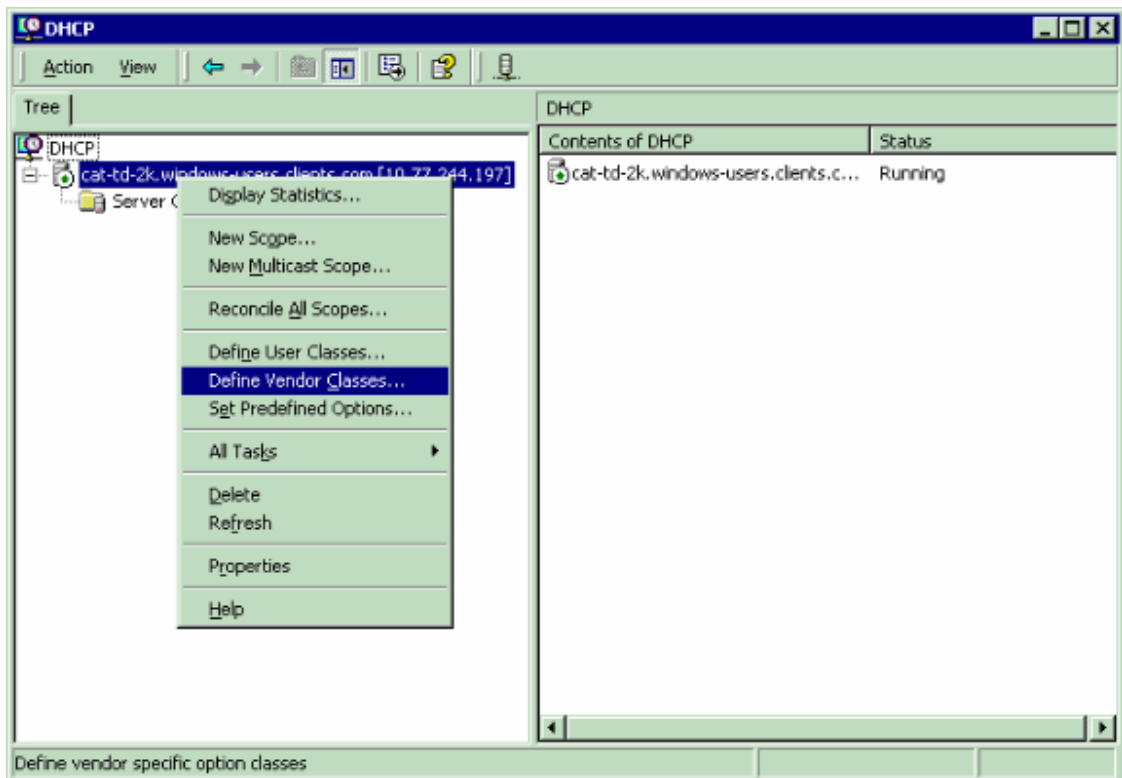 DHCP
Action View
Tree
DHCP
DHCP
Contents of DHCP Status
cat-td-2k.windows-users.clients.com [10.77.244.197]
cat-td-2k.windows-users.clients.c... Running
Server
Display Statistics...
New Scope...
New Multicast Scope...
Reconcile All Scopes...
Define User Classes...
Define Vendor Classes...
Set Predefined Options...
All Tasks
Delete
Refresh
Properties
Help
Define vendor specific option classes